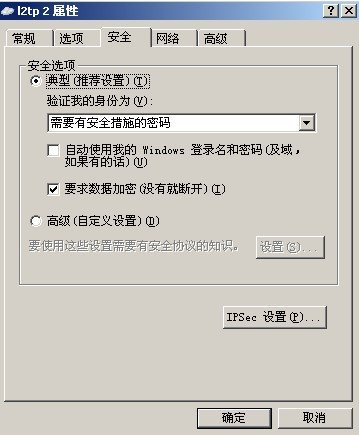 l2tp 2 属性
常规 选项 安全 网络 高级
安全选项
典型(推荐设置)(T)
验证我的身份为(V):
需要有安全措施的密码
自动使用我的 Windows 登录名和密码(及域，
如果有的话)(U)
要求数据加密(没有就断开)(I)
高级(自定义设置)(D)
要使用这些设置需要有安全协议的知识。 设置(S)...
IPSec 设置(P)...
确定 取消